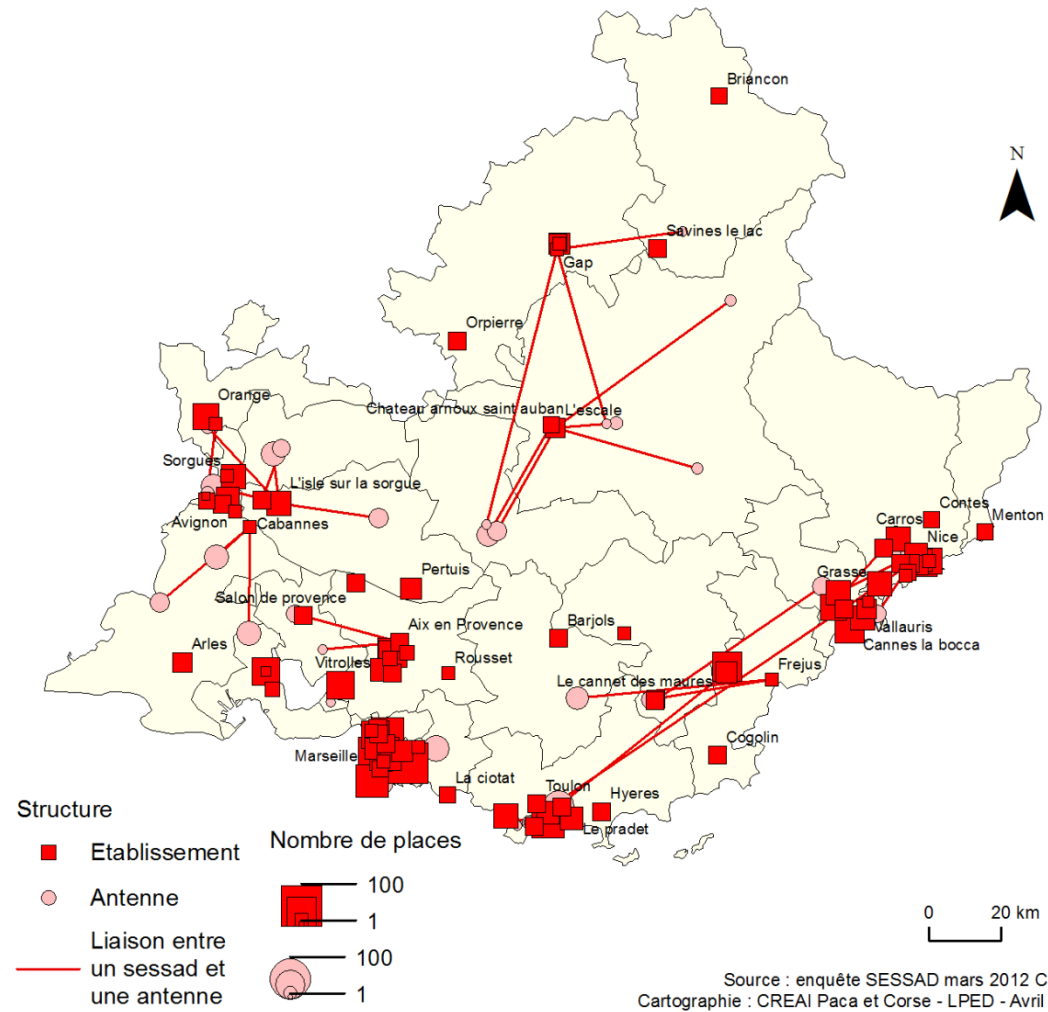 Briancon
N
Savines le lac
Gap
Orpierre
Orange
Chateau arnoux saint auban
L'escale
Sorgues
L'isle sur la sorgue
Avignon
Cabannes
Contes
Carros
Menton
Nice
Pertuis
Grasse
Salon de provence
Aix en Provence
Barjols
Vallauris
Cannes la bocca
Arles
Vitrolles
Rousset
Le cannet des maures
Frejus
Marseille
Cogolin
La ciotat
Toulon
Hyeres
Le pradet
Structure
Etablissement
Antenne
Liaison entre
un sessad et
une antenne
Nombre de places
100
1
100
1
0 20 km
Source : enquête SESSAD mars 2012 C
Cartographie : CREAI Paca et Corse - LPED - Avril